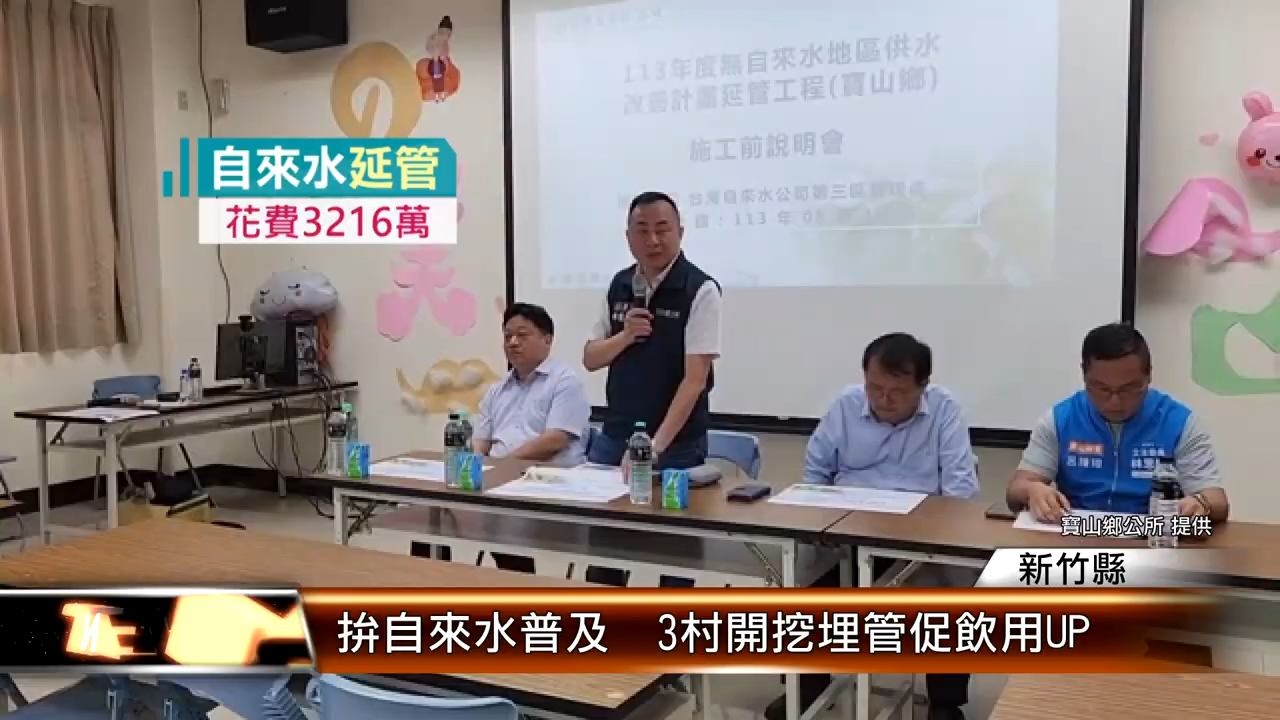 113年度無自來水地區供水
改善計畫延管工程(寶山鄉)
施工前說明會
台灣自來水公司第三區管理處
自來水延管
花費3216萬
寶山鄉公所 提供
新竹縣
拚自來水普及 3村開挖埋管促飲用UP